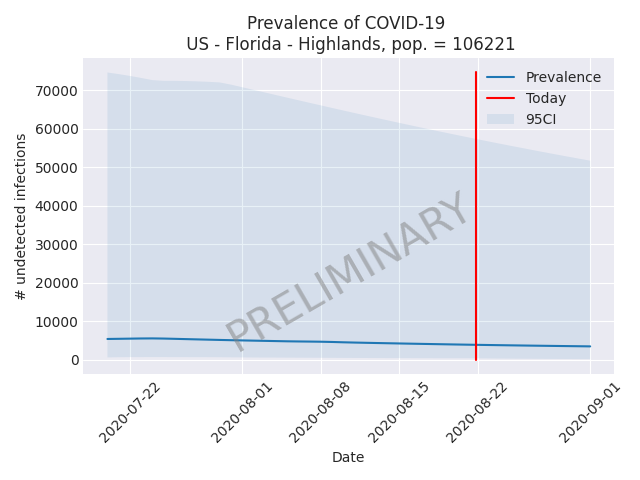 Prevalence of COVID-19
US - Florida - Highlands, pop. = 106221
Prevalence
Today
95CI
70000
60000
50000
40000
30000
20000
10000
0
# undetected infections
PRELIMINARY
2020-07-22
2020-08-01
2020-08-08
2020-08-15
2020-08-22
2020-09-01
Date